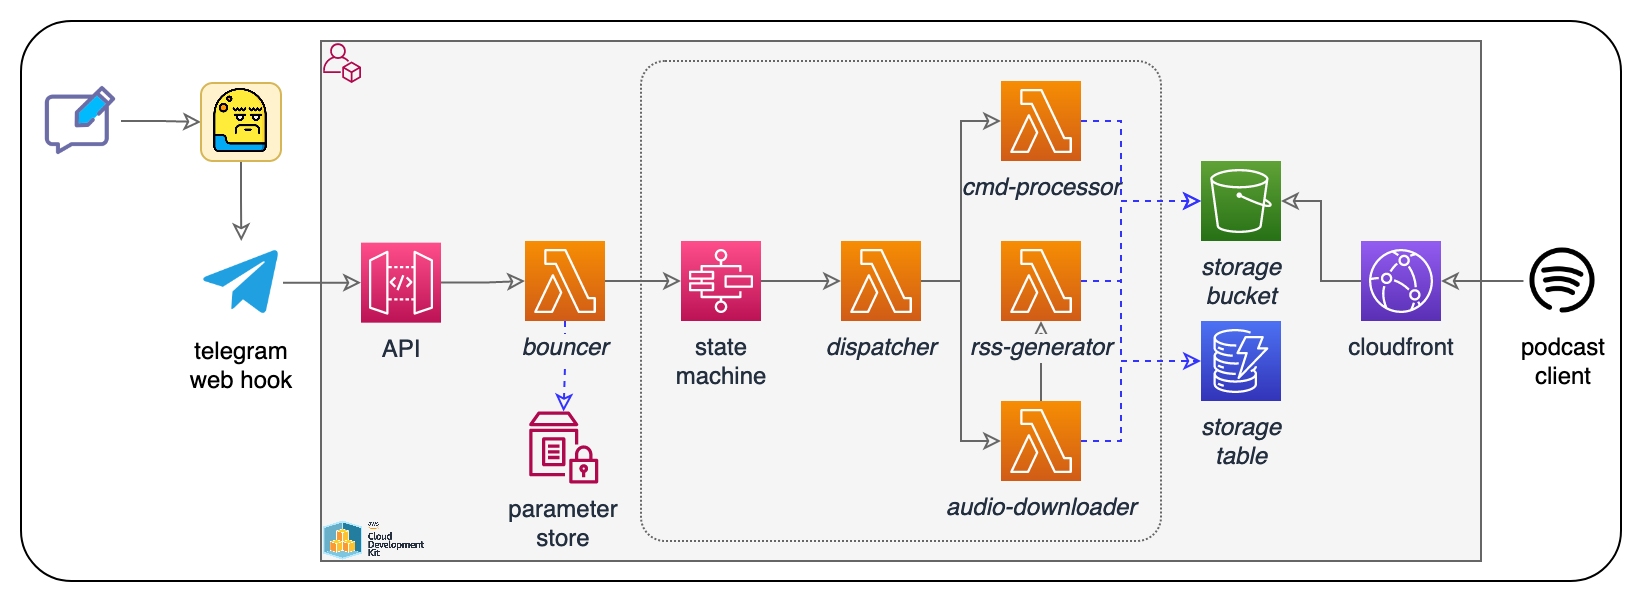 cmd-processor
storage
bucket
telegram
web hook
API
bouncer
state
machine
dispatcher
rss-generator
cloudfront
podcast
client
storage
table
parameter
store
audio-downloader
aws
Cloud
Development
Kit